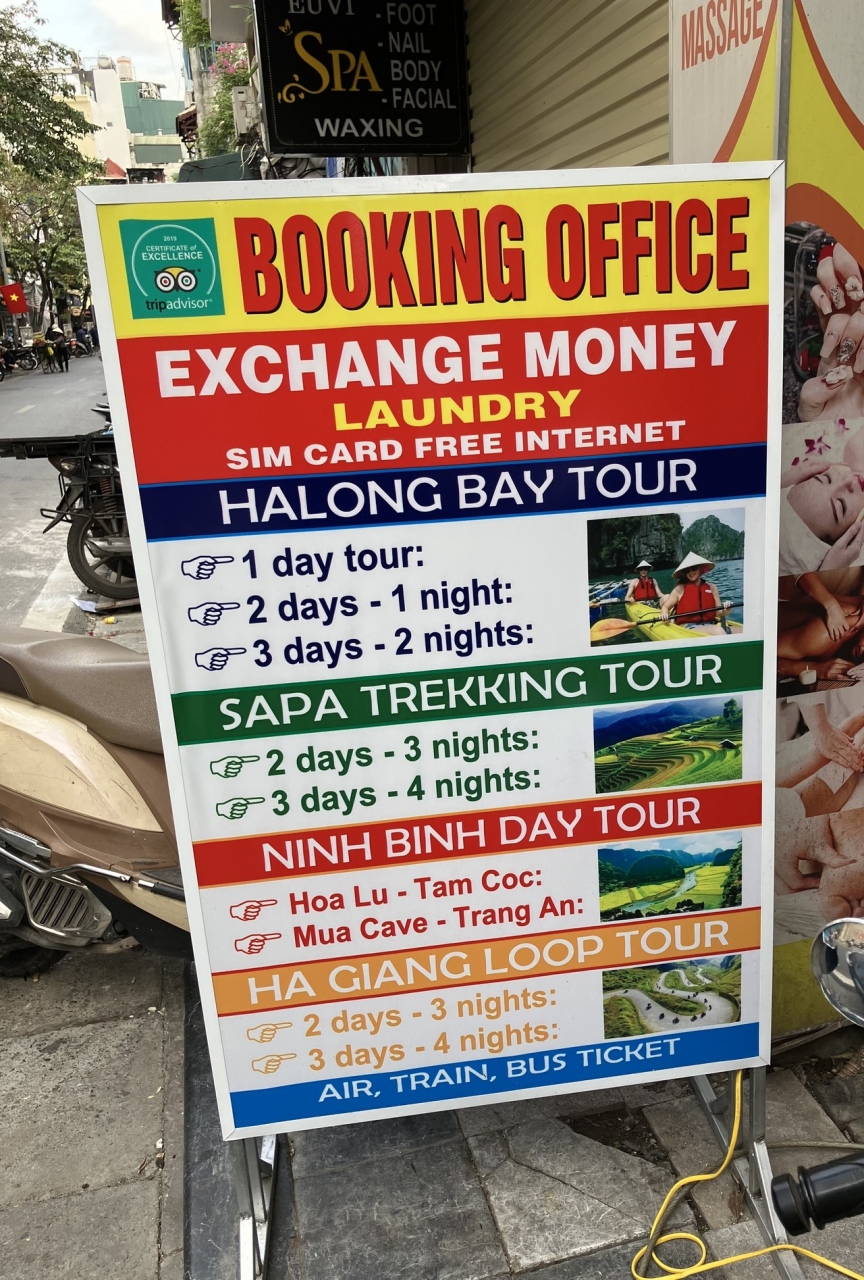 EUVI
SPA
- FOOT
- NAIL
BODY
- FACIAL
WAXING
MASSAGE
2019
CERTIFICATE of
EXCELLENCE
tripadvisor®
BOOKING OFFICE
EXCHANGE MONEY
LAUNDRY
SIM CARD FREE INTERNET
HALONG BAY TOUR
1 day tour:
2 days - 1 night:
3 days - 2 nights:
SAPA TREKKING TOUR
2 days - 3 nights:
3 days - 4 nights:
NINH BINH DAY TOUR
Hoa Lu - Tam Coc:
Mua Cave - Trang An:
HA GIANG LOOP TOUR
2 days - 3 nights:
3 days - 4 nights:
AIR, TRAIN, BUS TICKET